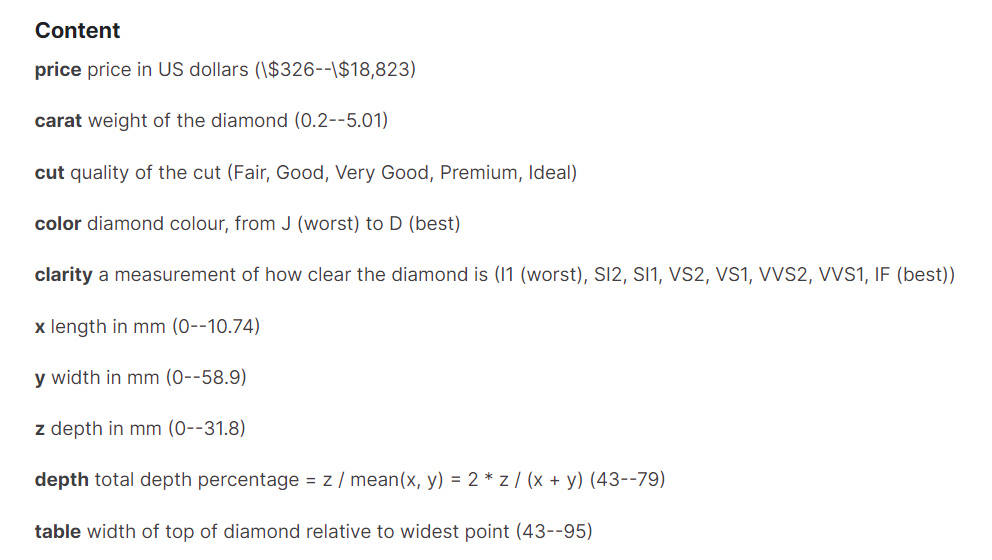 Content
price price in US dollars (\$326--\$18,823)
carat weight of the diamond (0.2--5.01)
cut quality of the cut (Fair, Good, Very Good, Premium, Ideal)
color diamond colour, from J (worst) to D (best)
clarity a measurement of how clear the diamond is (I1 (worst), SI2, SI1, VS2, VS1, VVS2, VVS1, IF (best))
x length in mm (0--10.74)
y width in mm (0--58.9)
z depth in mm (0--31.8)
depth total depth percentage = z / mean(x, y) = 2 * z / (x + y) (43--79)
table width of top of diamond relative to widest point (43--95)